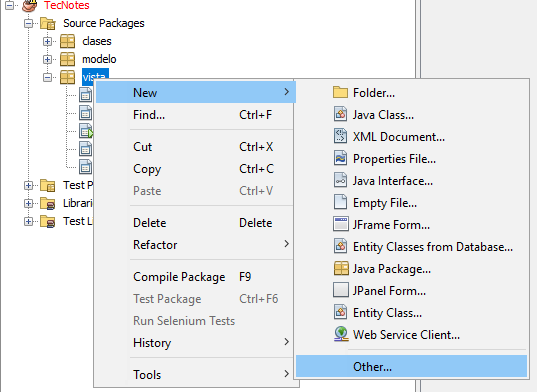 TecNotes
Source Packages
clases
modelo
vista
Test P
Librari
Test L
New
Find... Ctrl+F
Cut Ctrl+X
Copy Ctrl+C
Paste Ctrl+V
Delete Delete
Refactor
Compile Package F9
Test Package Ctrl+F6
Run Selenium Tests
History
Tools
Folder...
Java Class...
XML Document...
Properties File...
Java Interface...
Empty File...
JFrame Form...
Entity Classes from Database...
Java Package...
JPanel Form...
Entity Class...
Web Service Client...
Other...